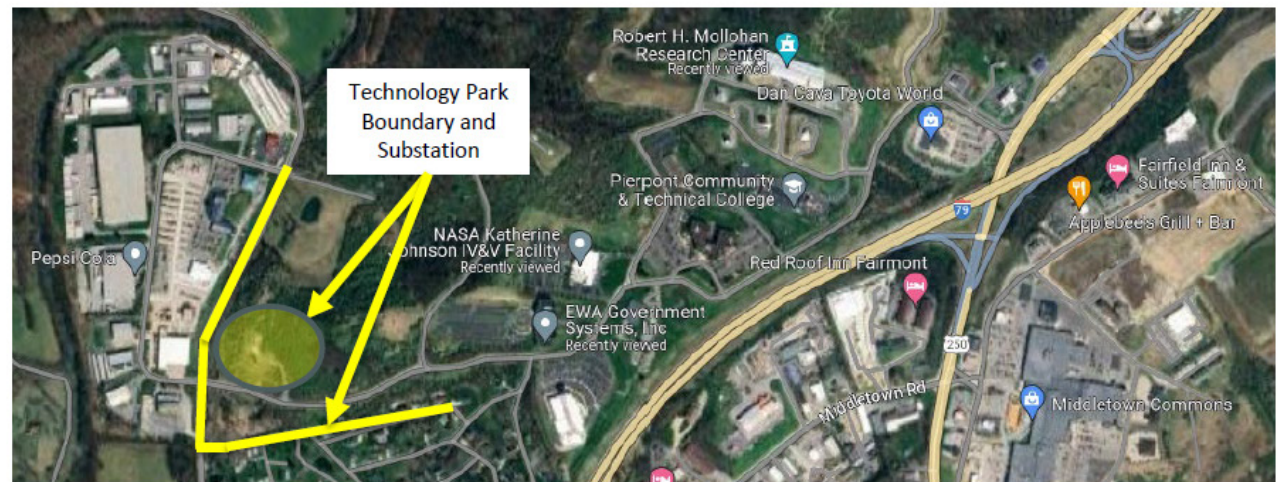 Robert H. Mollohan
Research Center
Recently viewed
Dan Cava Toyota World
Technology Park
Boundary and
Substation
Pierpont Community
& Technical College
Fairfield Inn &
Suites Fairmont
79
Applebee's Grill + Bar
NASA Katherine
Johnson IV&V Facility
Recently viewed
Pepsi Cola
Red Roof Inn Fairmont
EWA Government
Systems, Inc
Recently viewed
250
Middletown Rd
Middletown Commons